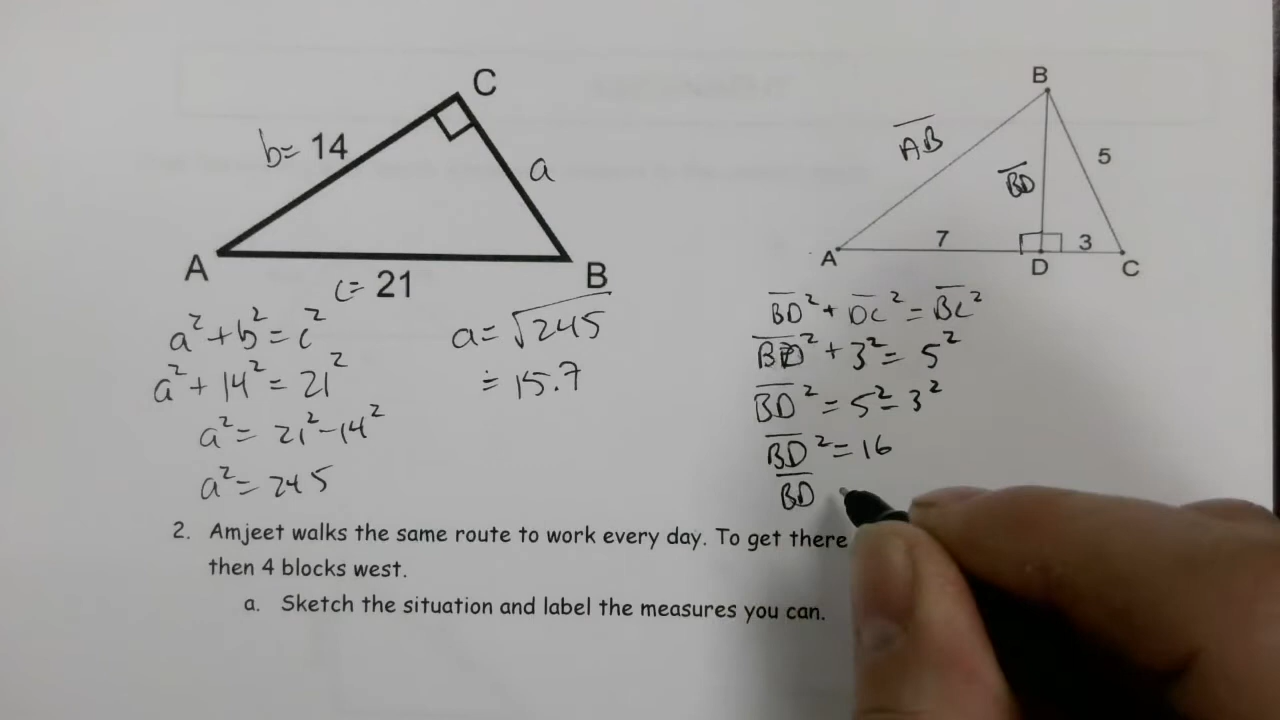 C
b= 14
a
A
c= 21
B
a² + b² = c²
a² + 14² = 21²
a² = 21² - 14²
a² = 245
a = √245
≐ 15.7
B
AB
5
BD
7
3
A
D
C
BD² + DC² = BC²
BD² + 3² = 5²
BD² = 5² - 3²
BD² = 16
BD
2. Amjeet walks the same route to work every day. To get there
then 4 blocks west.
a. Sketch the situation and label the measures you can.